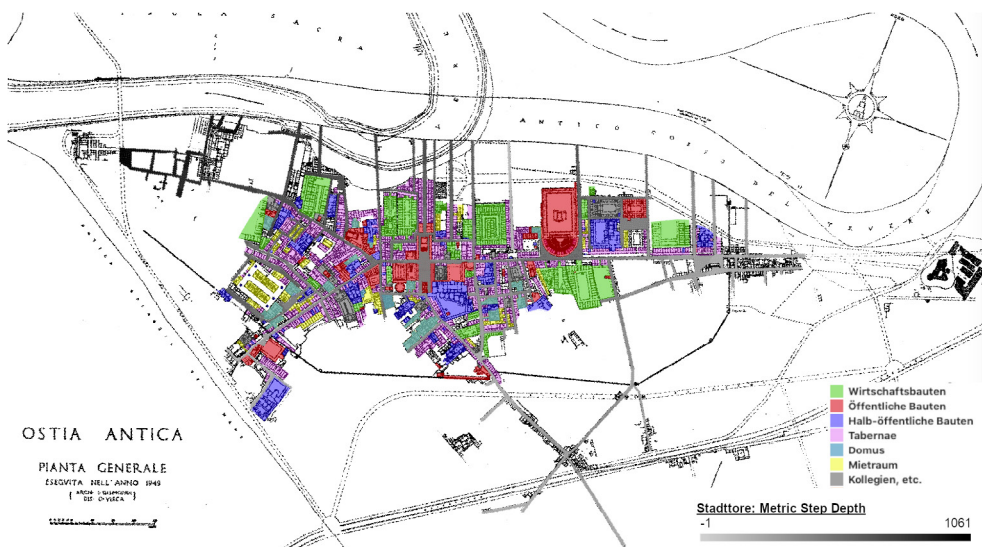 ISOLA SACRA
ANTICO CORSO DEL TEVERE
OSTIA ANTICA
PIANTA GENERALE
ESEGVITA NELL'ANNO 1949
Wirtschaftsbauten
Öffentliche Bauten
Halb-öffentliche Bauten
Tabernae
Domus
Mietraum
Kollegien, etc.
Stadttore: Metric Step Depth
-1 1061